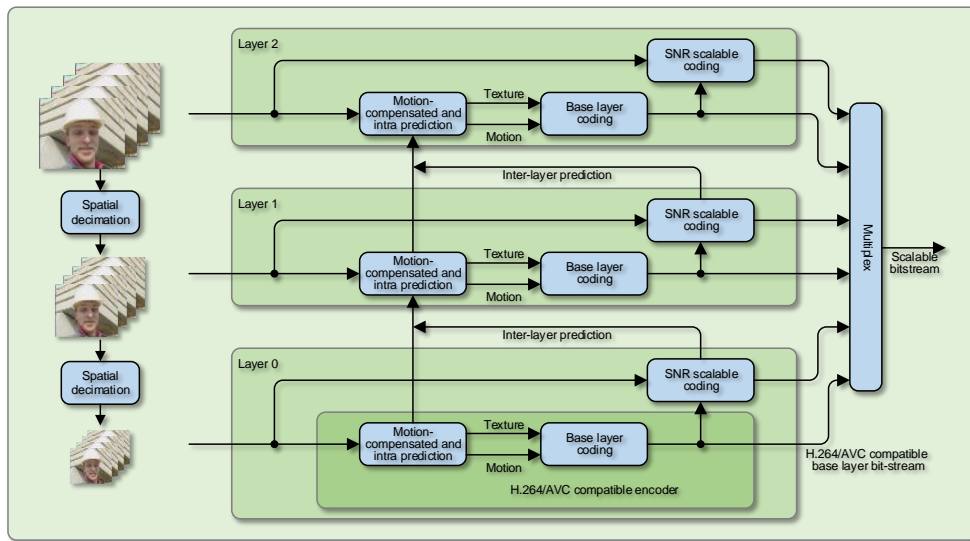 Layer 2
SNR scalable
coding
Motion-
compensated and
intra prediction
Texture
Motion
Base layer
coding
Inter-layer prediction
Spatial
decimation
Layer 1
SNR scalable
coding
Motion-
compensated and
intra prediction
Texture
Motion
Base layer
coding
Multiplex
Scalable
bitstream
Inter-layer prediction
Spatial
decimation
Layer 0
SNR scalable
coding
Motion-
compensated and
intra prediction
Texture
Motion
Base layer
coding
H.264/AVC compatible
base layer bit-stream
H.264/AVC compatible encoder